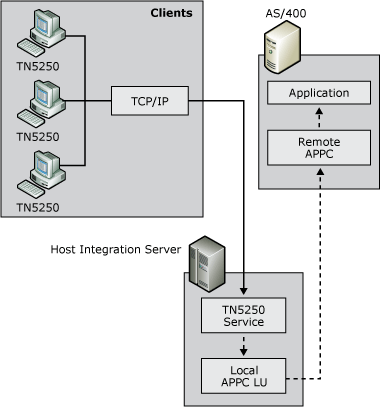 Clients
TN5250
TN5250
TN5250
TCP/IP
AS/400
Application
Remote
APPC
Host Integration Server
TN5250
Service
Local
APPC LU